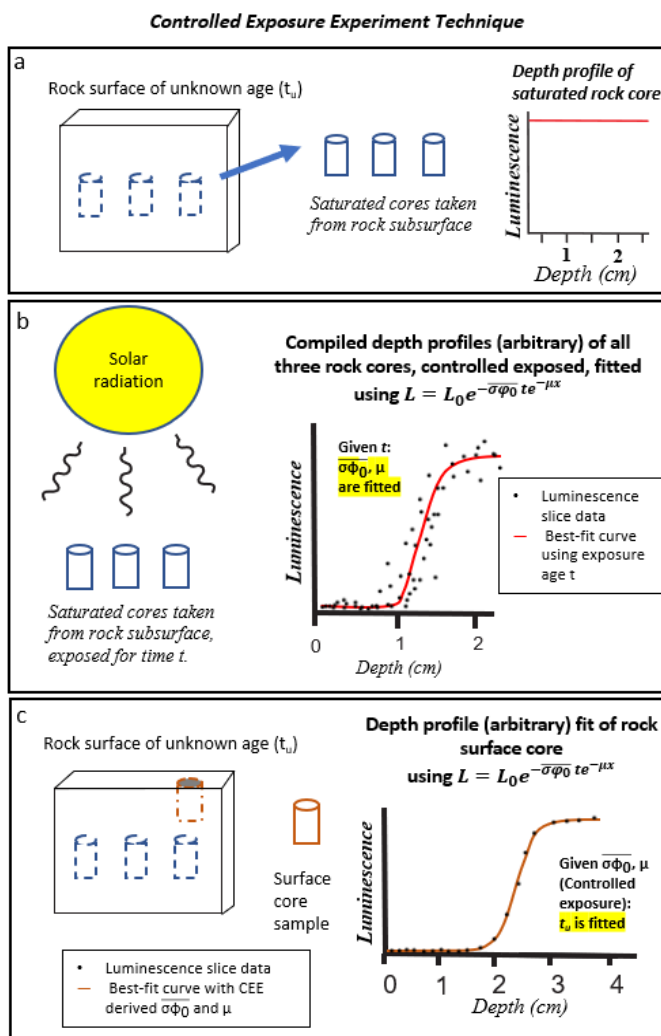 Controlled Exposure Experiment Technique
a
Rock surface of unknown age (tᵤ)
Saturated cores taken
from rock subsurface
Depth profile of
saturated rock core
Luminescence
1 2
Depth (cm)
b
Solar
radiation
Saturated cores taken
from rock subsurface,
exposed for time t.
Compiled depth profiles (arbitrary) of all
three rock cores, controlled exposed, fitted
using L = L₀e^{-\overline{σφ₀} te^{-μx}}
Given t:
\overline{σϕ₀}, μ
are fitted
Luminescence
0 1 2
Depth (cm)
Luminescence
slice data
Best-fit curve
using exposure
age t
c
Rock surface of unknown age (tᵤ)
Surface
core
sample
Luminescence slice data
Best-fit curve with CEE
derived \overline{σϕ₀} and μ
Depth profile (arbitrary) fit of rock
surface core
using L = L₀e^{-\overline{σφ₀} te^{-μx}}
Luminescence
Given \overline{σϕ₀}, μ
(Controlled
exposure):
tᵤ is fitted
0 1 2 3 4
Depth (cm)